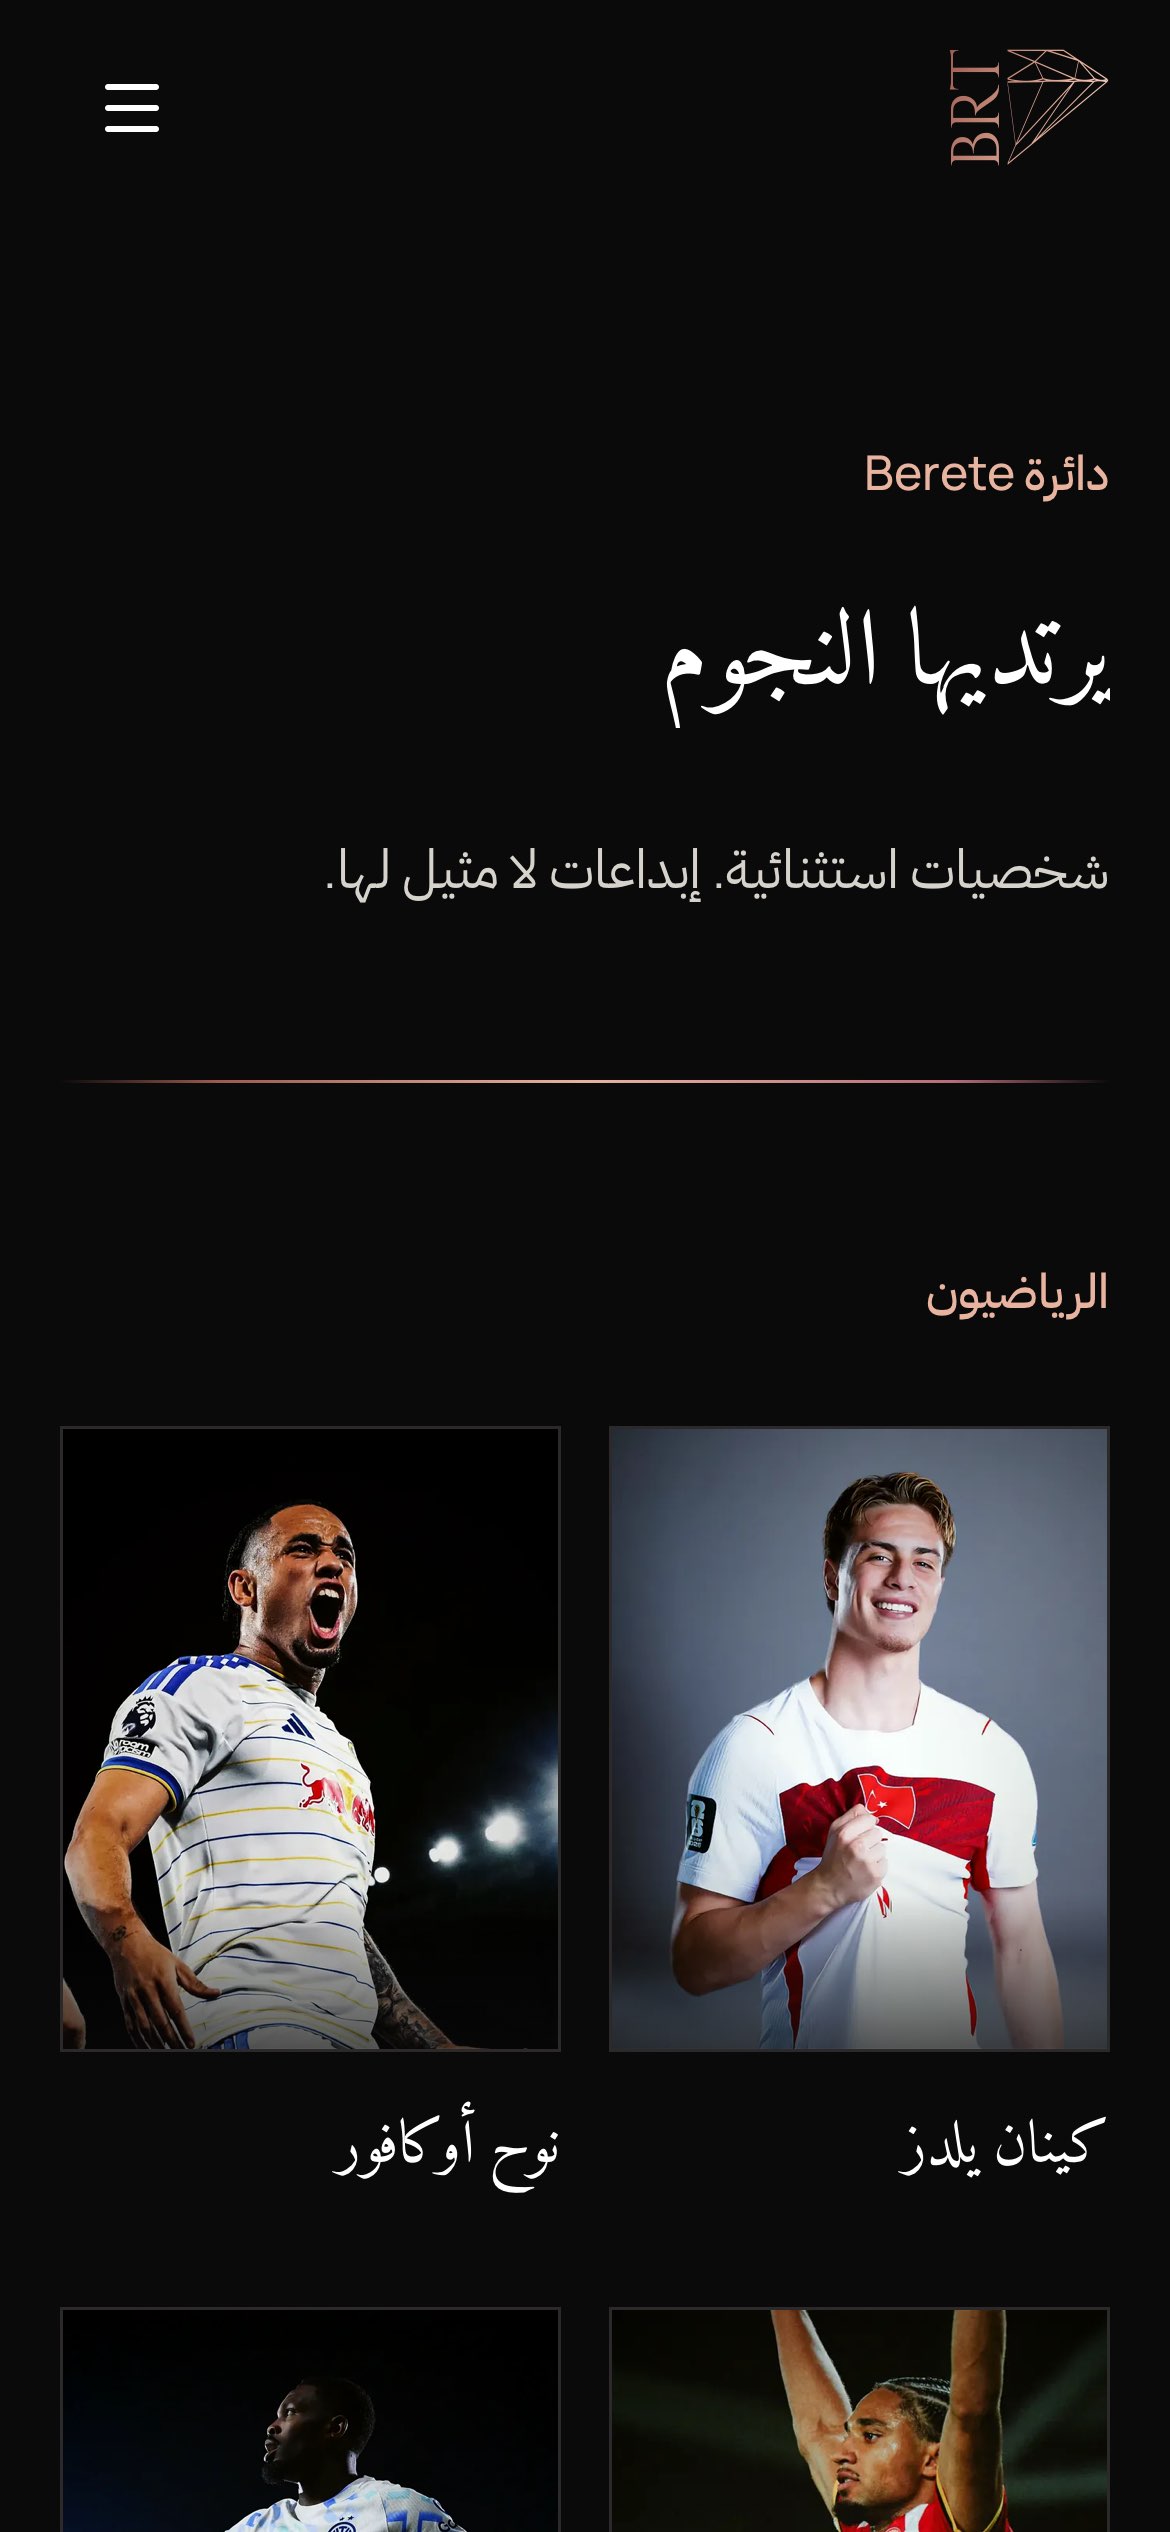 BRT
دائرة Berete
يرتديها النجوم
شخصيات استثنائية. إبداعات لا مثيل لها.
الرياضيون
كينان يلدز
نوح أوكافور